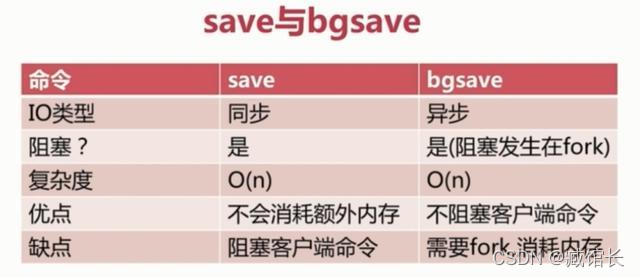 save与bgsave
命令 save bgsave
IO类型 同步 异步
阻塞？ 是 是(阻塞发生在fork)
复杂度 O(n) O(n)
优点 不会消耗额外内存 不阻塞客户端命令
缺点 阻塞客户端命令 需要fork,消耗内存
CSDN @臧馆长